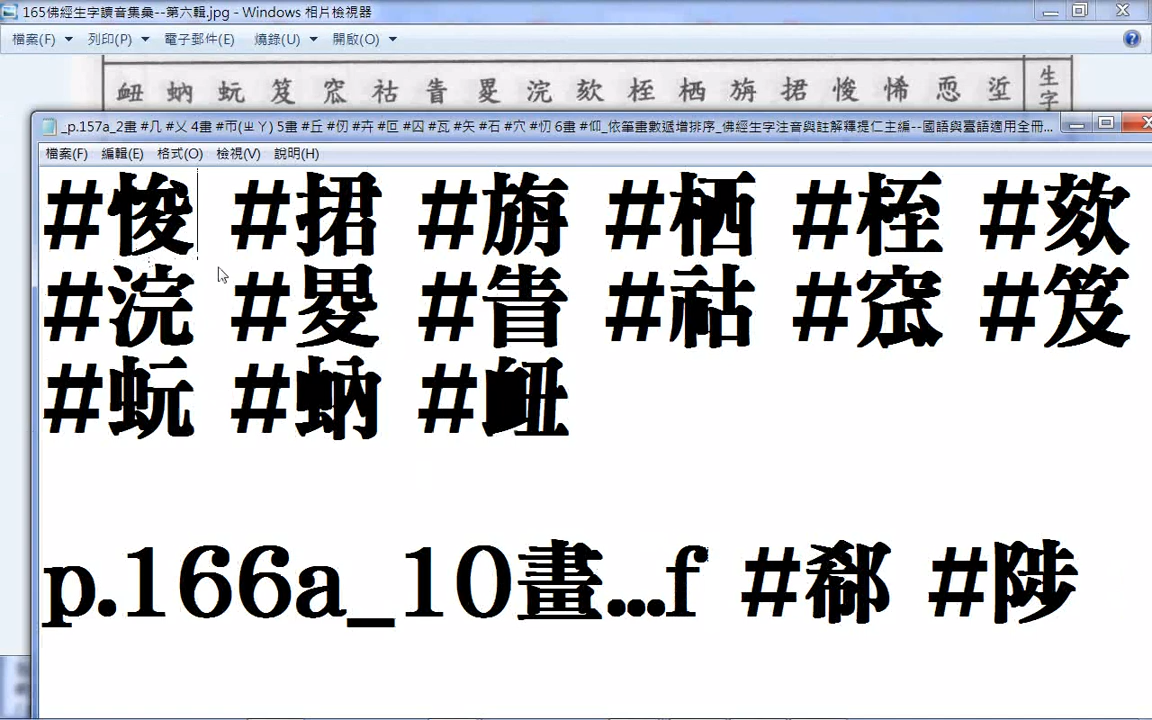 165佛經生字讀音集彙--第六輯.jpg - Windows 相片檢視器
檔案(F) 列印(P) 電子郵件(E) 燒錄(U) 開啟(O)
衄 蚋 蚖 笈 窊 祜 眚 畟 浣 欬 桎 栖 旃 捃 悛 悕 恧 垽 生字
_p.157a_2畫 #几 #乂 4畫 #帀(ㄓㄚ) 5畫 #丘 #仞 #卉 #叵 #囚 #瓦 #矢 #石 #穴 #忉 6畫 #仰_依筆畫數遞增排序_佛經生字注音與註解釋提仁主編--國語與臺語適用全冊...
檔案(F) 編輯(E) 格式(O) 檢視(V) 說明(H)
#悛 #捃 #旃 #栖 #桎 #欬
#浣 #畟 #眚 #祜 #窊 #笈
#蚖 #蚋 #衄
p.166a_10畫...f #郗 #陟